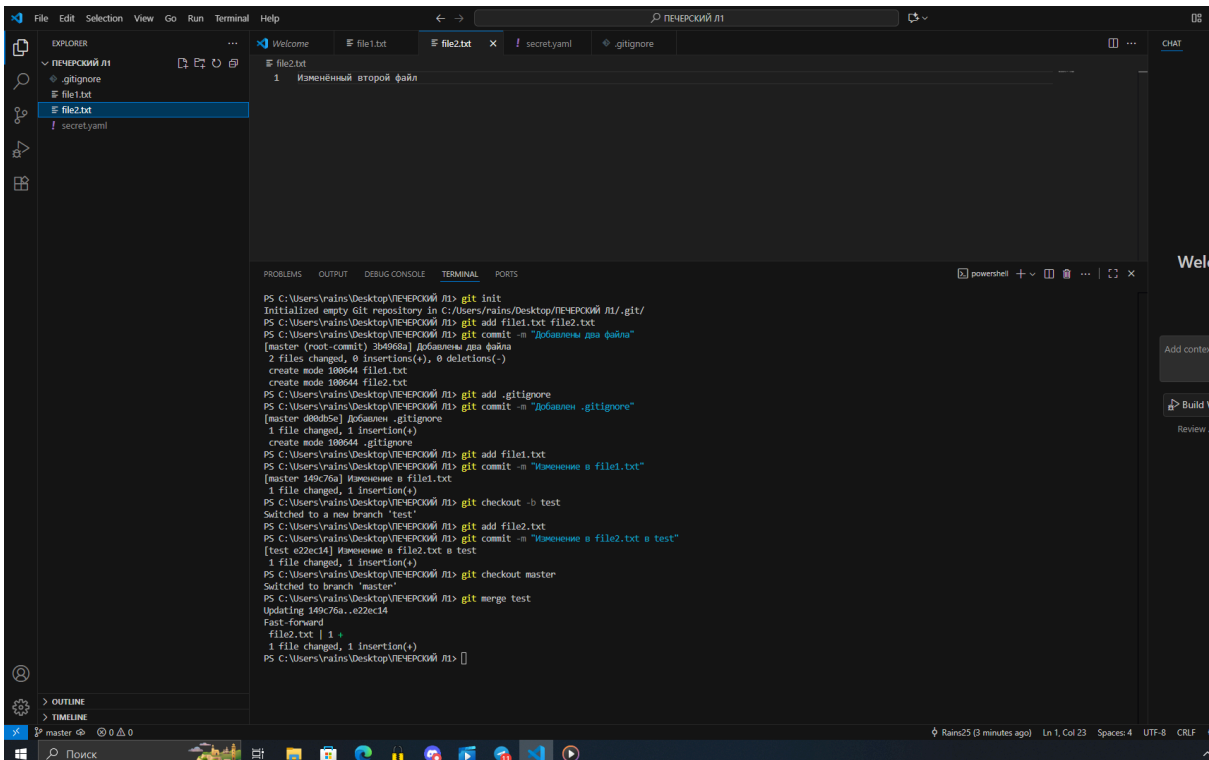 File Edit Selection View Go Run Terminal Help
ПЕЧЕРСКИЙ Л1
EXPLORER
Welcome
file1.txt
file2.txt
! secret.yaml
.gitignore
CHAT
ПЕЧЕРСКИЙ Л1
.gitignore
file1.txt
file2.txt
! secret.yaml
file2.txt
1 Изменённый второй файл
PROBLEMS OUTPUT DEBUG CONSOLE TERMINAL PORTS
powershell
PS C:\Users\rains\Desktop\ПЕЧЕРСКИЙ Л1> git init
Initialized empty Git repository in C:/Users/rains/Desktop/ПЕЧЕРСКИЙ Л1/.git/
PS C:\Users\rains\Desktop\ПЕЧЕРСКИЙ Л1> git add file1.txt file2.txt
PS C:\Users\rains\Desktop\ПЕЧЕРСКИЙ Л1> git commit -m "Добавлены два файла"
[master (root-commit) 3b4968a] Добавлены два файла
2 files changed, 0 insertions(+), 0 deletions(-)
create mode 100644 file1.txt
create mode 100644 file2.txt
PS C:\Users\rains\Desktop\ПЕЧЕРСКИЙ Л1> git add .gitignore
PS C:\Users\rains\Desktop\ПЕЧЕРСКИЙ Л1> git commit -m "Добавлен .gitignore"
[master d00db5e] Добавлен .gitignore
1 file changed, 1 insertion(+)
create mode 100644 .gitignore
PS C:\Users\rains\Desktop\ПЕЧЕРСКИЙ Л1> git add file1.txt
PS C:\Users\rains\Desktop\ПЕЧЕРСКИЙ Л1> git commit -m "Изменение в file1.txt"
[master 149c76a] Изменение в file1.txt
1 file changed, 1 insertion(+)
PS C:\Users\rains\Desktop\ПЕЧЕРСКИЙ Л1> git checkout -b test
Switched to a new branch 'test'
PS C:\Users\rains\Desktop\ПЕЧЕРСКИЙ Л1> git add file2.txt
PS C:\Users\rains\Desktop\ПЕЧЕРСКИЙ Л1> git commit -m "Изменение в file2.txt в test"
[test e22ec14] Изменение в file2.txt в test
1 file changed, 1 insertion(+)
PS C:\Users\rains\Desktop\ПЕЧЕРСКИЙ Л1> git checkout master
Switched to branch 'master'
PS C:\Users\rains\Desktop\ПЕЧЕРСКИЙ Л1> git merge test
Updating 149c76a..e22ec14
Fast-forward
file2.txt | 1 +
1 file changed, 1 insertion(+)
PS C:\Users\rains\Desktop\ПЕЧЕРСКИЙ Л1>
Wel
Add contex
Build
Review
OUTLINE
TIMELINE
master 0 0
Rains25 (3 minutes ago) Ln 1, Col 23 Spaces: 4 UTF-8 CRLF
Поиск